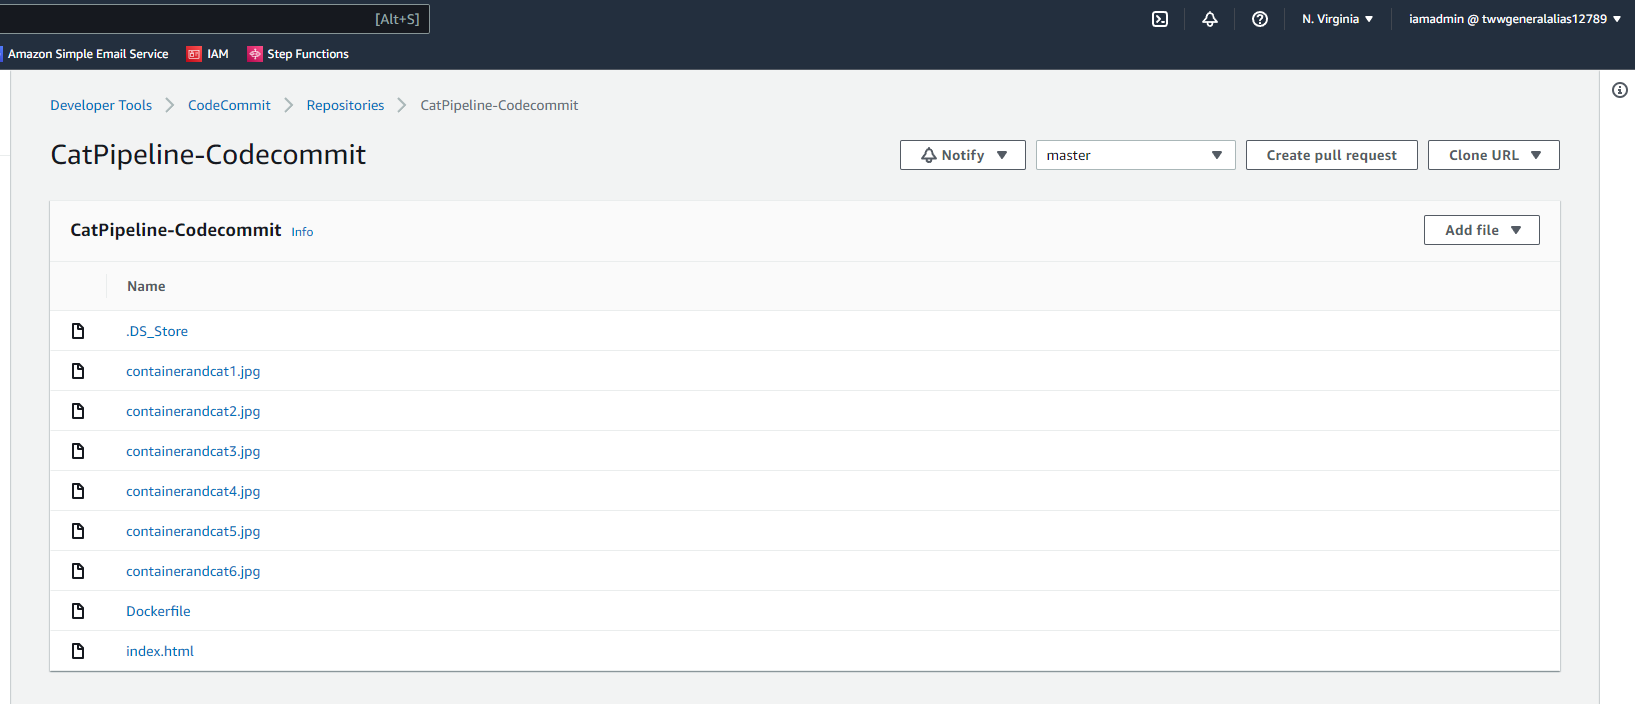 [Alt+S] N. Virginia iamadmin @ twwgeneralalias12789
Amazon Simple Email Service IAM Step Functions
Developer Tools CodeCommit Repositories CatPipeline-Codecommit
CatPipeline-Codecommit Notify master Create pull request Clone URL
CatPipeline-Codecommit Info Add file
Name
.DS_Store
containerandcat1.jpg
containerandcat2.jpg
containerandcat3.jpg
containerandcat4.jpg
containerandcat5.jpg
containerandcat6.jpg
Dockerfile
index.html